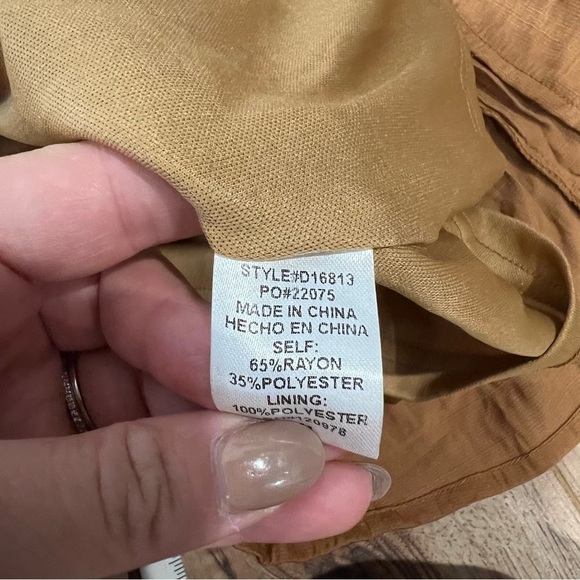 STYLE#D16813
PO#22075
MADE IN CHINA
HECHO EN CHINA
SELF:
65%RAYON
35%POLYESTER
LINING:
100%POLYESTER